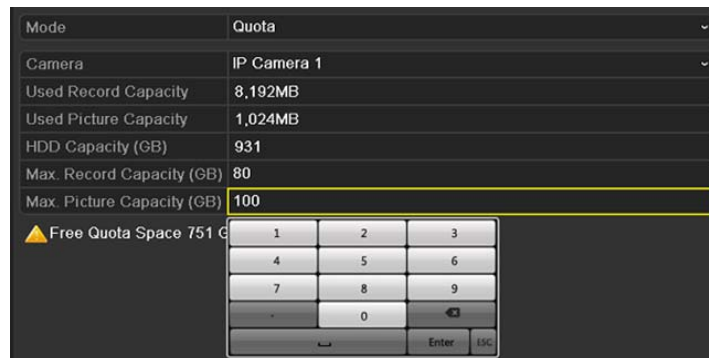 Mode Quota
Camera IP Camera 1
Used Record Capacity 8,192MB
Used Picture Capacity 1,024MB
HDD Capacity (GB) 931
Max. Record Capacity (GB) 80
Max. Picture Capacity (GB) 100
Free Quota Space 751 G
1 2 3
4 5 6
7 8 9
0
Enter ESC